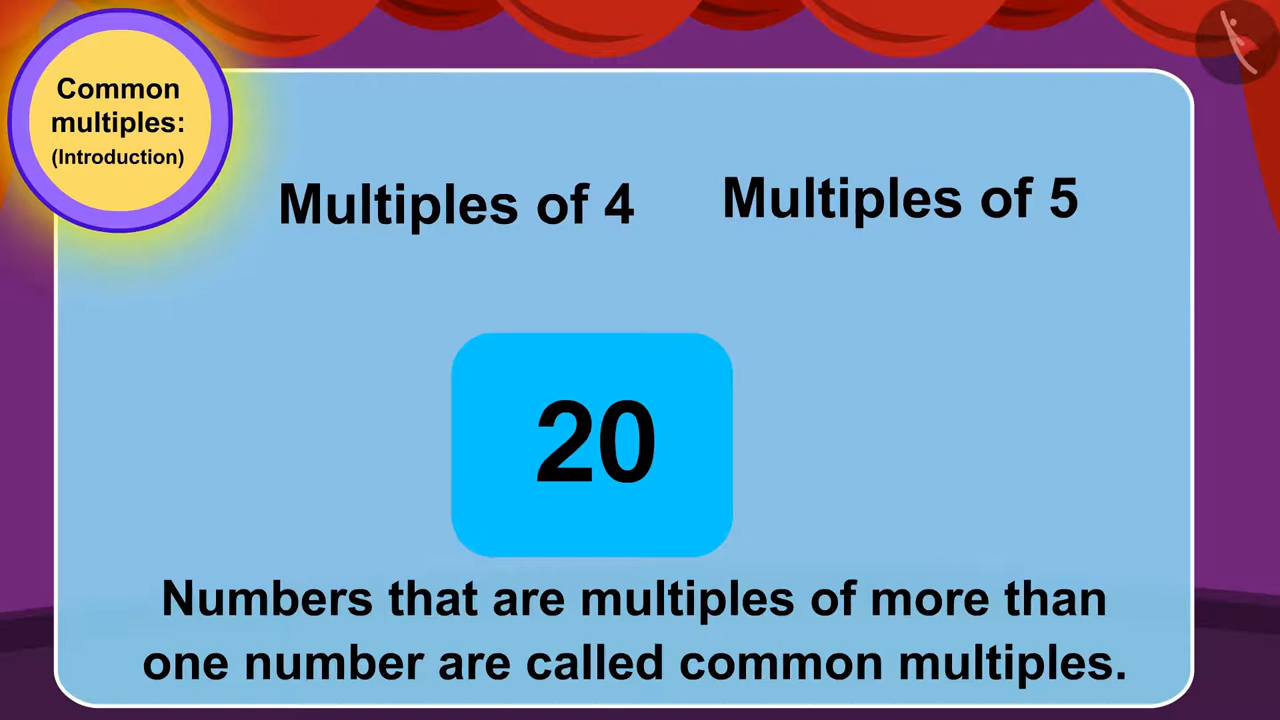 Common
multiples:
(Introduction)
Multiples of 4
Multiples of 5
20
Numbers that are multiples of more than
one number are called common multiples.